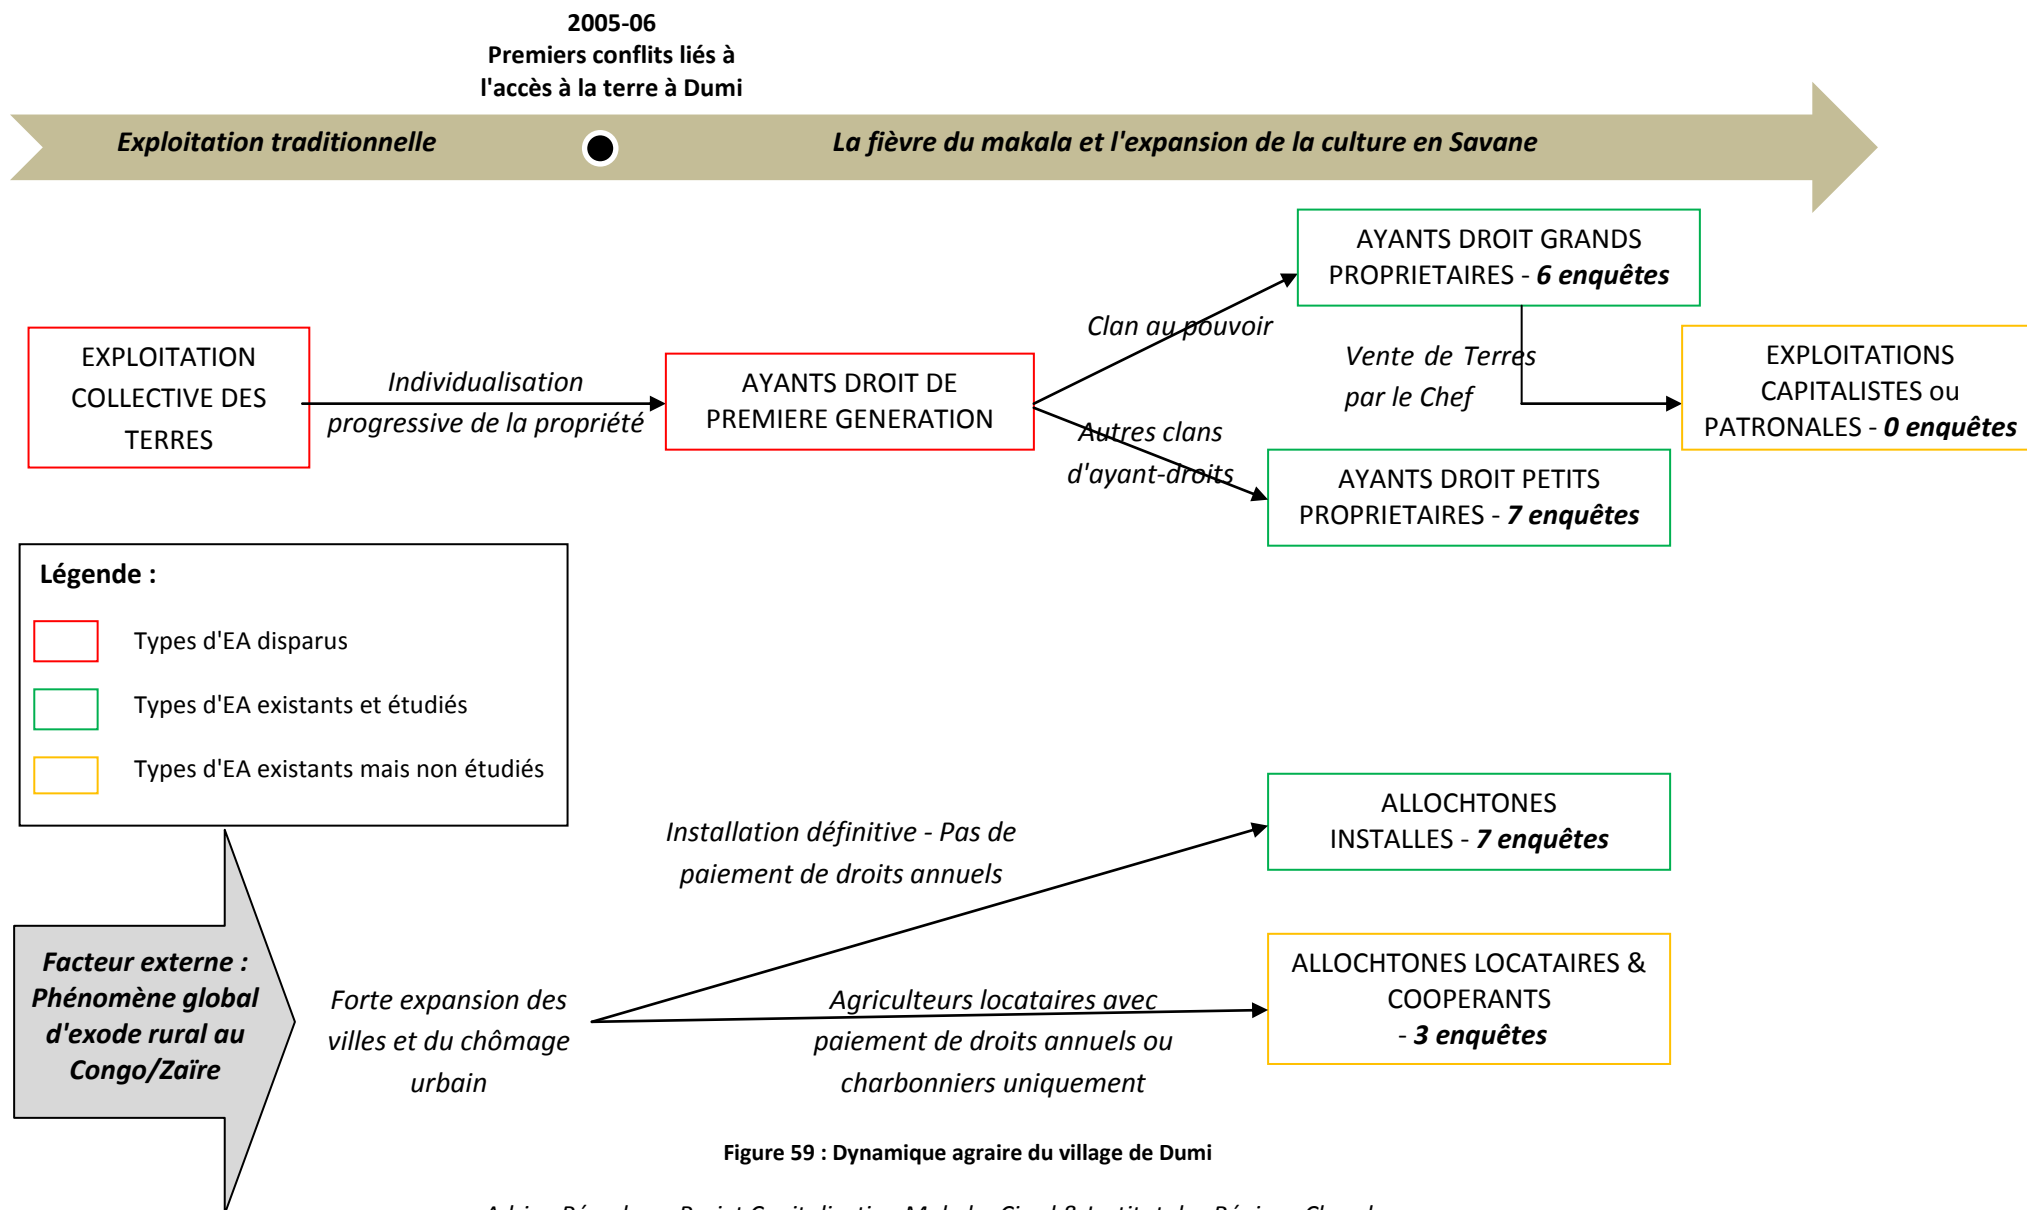 2005-06
Premiers conflits liés à
l'accès à la terre à Dumi
Exploitation traditionnelle
La fièvre du makala et l'expansion de la culture en Savane
AYANTS DROIT GRANDS
PROPRIETAIRES - 6 enquêtes
Clan au pouvoir
EXPLOITATION
COLLECTIVE DES
TERRES
Individualisation
progressive de la propriété
AYANTS DROIT DE
PREMIERE GENERATION
Vente de Terres
par le Chef
EXPLOITATIONS
CAPITALISTES ou
PATRONALES - 0 enquêtes
Autres clans
d'ayant-droits
AYANTS DROIT PETITS
PROPRIETAIRES - 7 enquêtes
Légende :
Types d'EA disparus
Types d'EA existants et étudiés
Types d'EA existants mais non étudiés
Installation définitive - Pas de
paiement de droits annuels
ALLOCHTONES
INSTALLES - 7 enquêtes
Facteur externe :
Phénomène global
d'exode rural au
Congo/Zaïre
Forte expansion des
villes et du chômage
urbain
Agriculteurs locataires avec
paiement de droits annuels ou
charbonniers uniquement
ALLOCHTONES LOCATAIRES &
COOPERANTS
- 3 enquêtes
Figure 59 : Dynamique agraire du village de Dumi